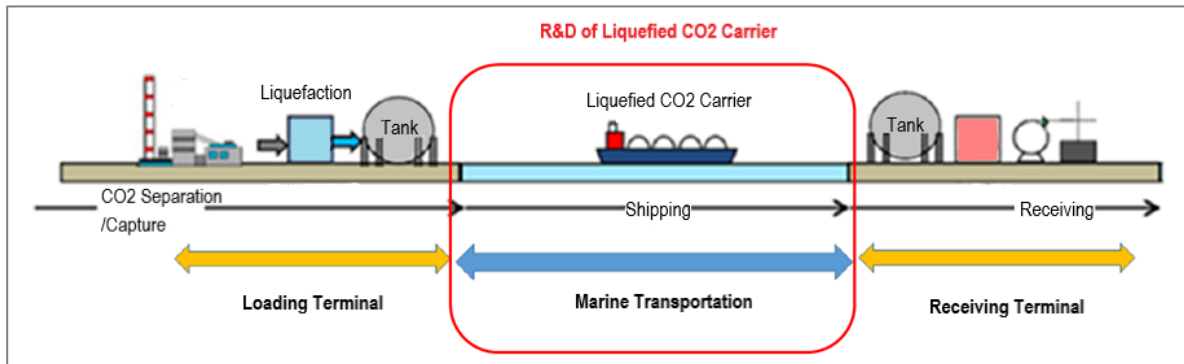 R&D of Liquefied CO2 Carrier
Liquefaction
Tank
Liquefied CO2 Carrier
Tank
CO2 Separation
/Capture
Shipping
Receiving
Loading Terminal
Marine Transportation
Receiving Terminal